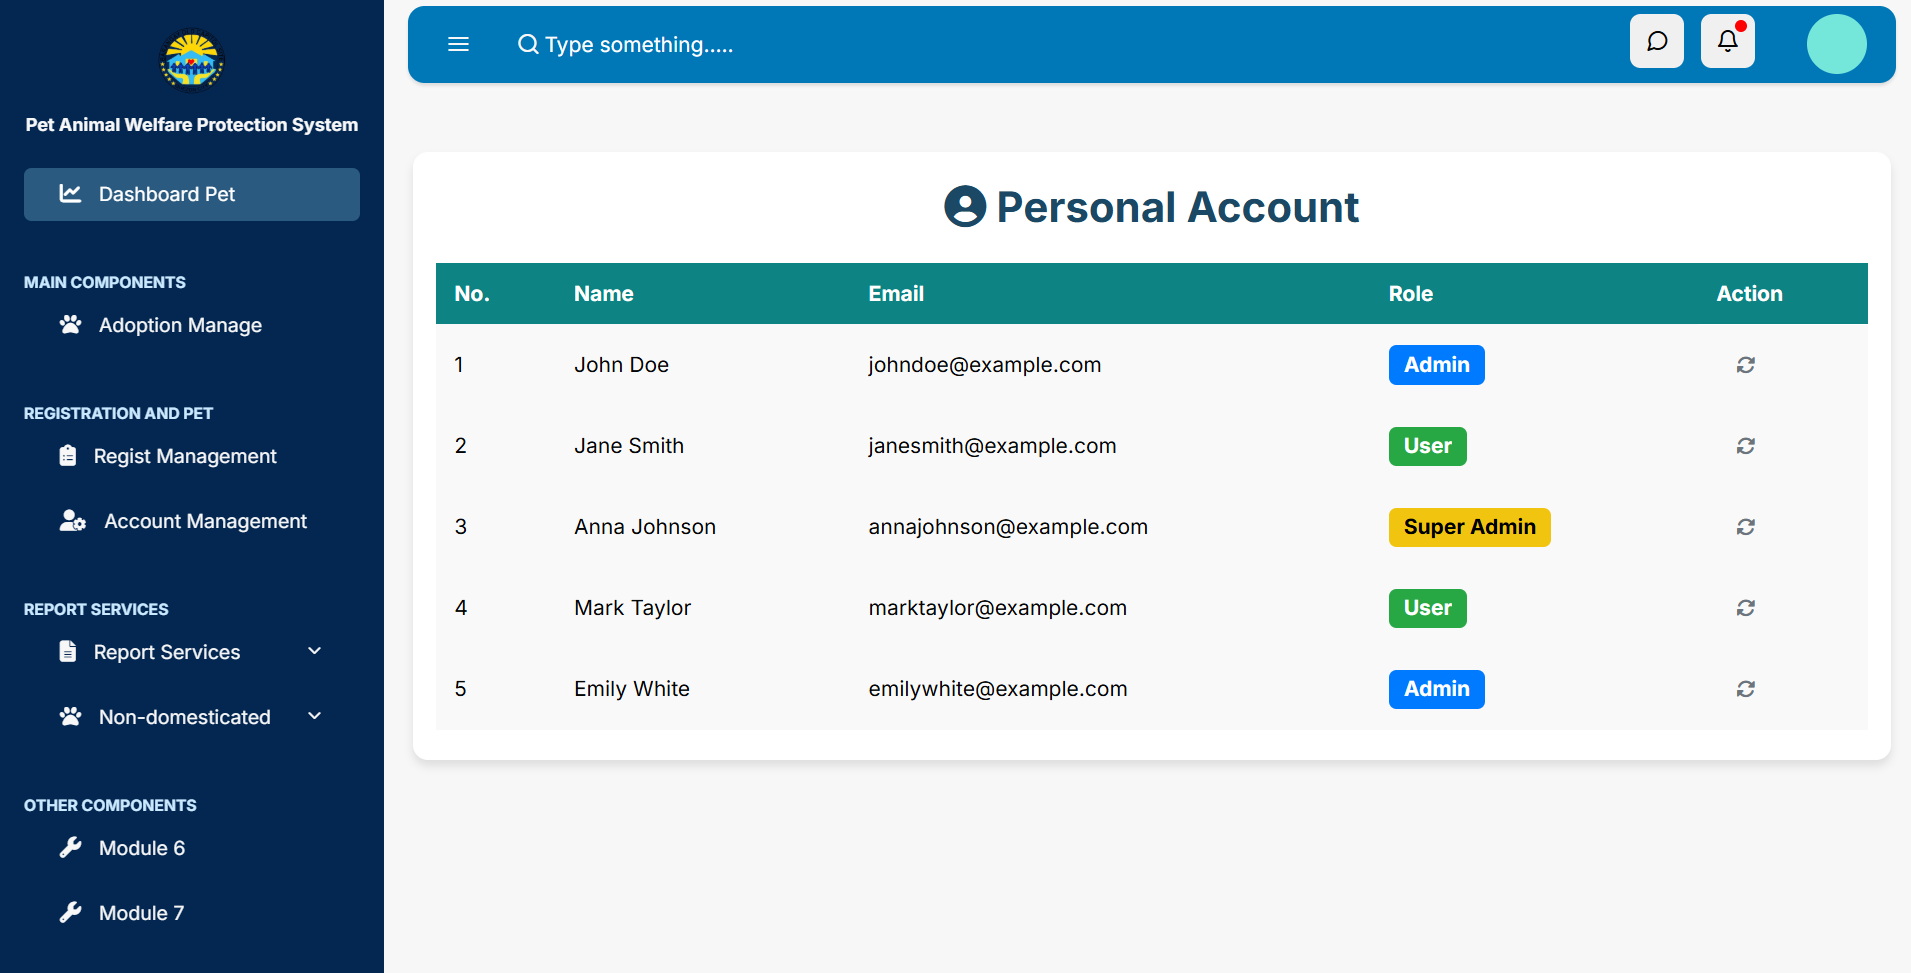 Pet Animal Welfare Protection System
Dashboard Pet
MAIN COMPONENTS
Adoption Manage
REGISTRATION AND PET
Regist Management
Account Management
REPORT SERVICES
Report Services
Non-domesticated
OTHER COMPONENTS
Module 6
Module 7
Type something.....
Personal Account
No. Name Email Role Action
1 John Doe johndoe@example.com Admin
2 Jane Smith janesmith@example.com User
3 Anna Johnson annajohnson@example.com Super Admin
4 Mark Taylor marktaylor@example.com User
5 Emily White emilywhite@example.com Admin